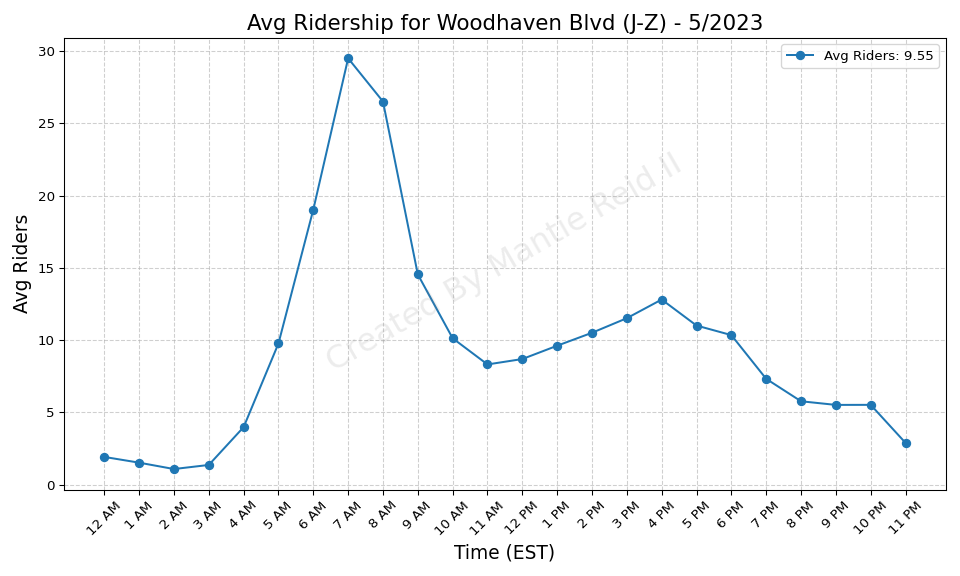 Avg Ridership for Woodhaven Blvd (J-Z) - 5/2023
Avg Riders: 9.55
30
25
20
15
10
5
0
Avg Riders
Created By Mantie Reid II
12 AM
1 AM
2 AM
3 AM
4 AM
5 AM
6 AM
7 AM
8 AM
9 AM
10 AM
11 AM
12 PM
1 PM
2 PM
3 PM
4 PM
5 PM
6 PM
7 PM
8 PM
9 PM
10 PM
11 PM
Time (EST)